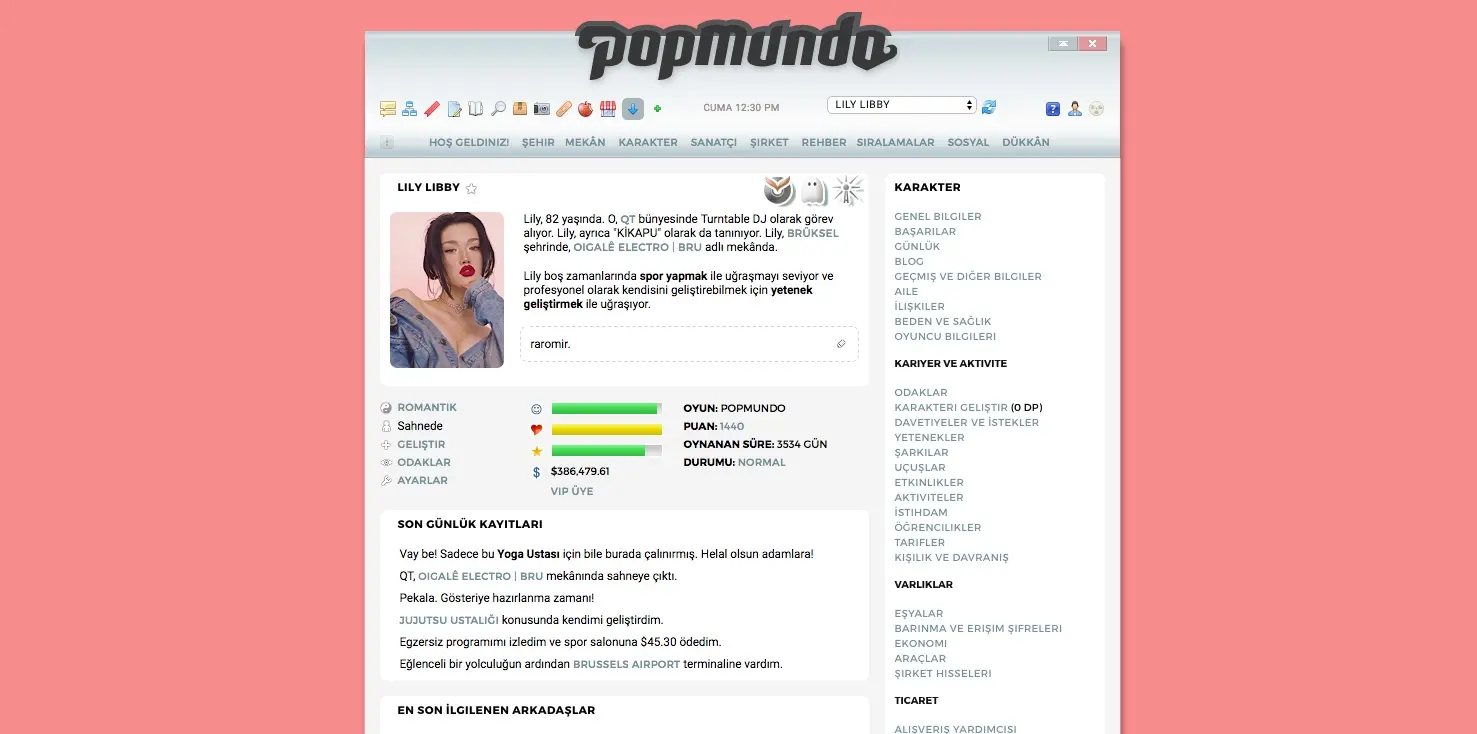 popmundo
CUMA 12:30 PM
LILY LIBBY
HOŞ GELDINIZ!
ŞEHIR
MEKÂN
KARAKTER
SANATÇI
ŞIRKET
REHBER
SIRALAMALAR
SOSYAL
DÜKKÂN
LILY LIBBY
Lily, 82 yaşında. O, QT bünyesinde Turntable DJ olarak görev
alıyor. Lily, ayrıca "KİKAPU" olarak da tanınıyor. Lily, BRÜKSEL
şehrinde, OIGALÊ ELECTRO | BRU adlı mekânda.
Lily boş zamanlarında spor yapmak ile uğraşmayı seviyor ve
profesyonel olarak kendisini geliştirebilmek için yetenek
geliştirmek ile uğraşıyor.
raromir.
ROMANTIK
Sahnede
GELIŞTIR
ODAKLAR
AYARLAR
$386,479.61
VIP ÜYE
OYUN: POPMUNDO
PUAN: 1440
OYNANAN SÜRE: 3534 GÜN
DURUMU: NORMAL
SON GÜNLÜK KAYITLARI
Vay be! Sadece bu Yoga Ustası için bile burada çalınırmış. Helal olsun adamlara!
QT, OIGALÊ ELECTRO | BRU mekânında sahneye çıktı.
Pekala. Gösteriye hazırlanma zamanı!
JUJUTSU USTALIĞI konusunda kendimi geliştirdim.
Egzersiz programımı izledim ve spor salonuna $45.30 ödedim.
Eğlenceli bir yolculuğun ardından BRUSSELS AIRPORT terminaline vardım.
EN SON İLGILENEN ARKADAŞLAR
KARAKTER
GENEL BILGILER
BAŞARILAR
GÜNLÜK
BLOG
GEÇMIŞ VE DIĞER BILGILER
AILE
İLIŞKILER
BEDEN VE SAĞLIK
OYUNCU BILGILERI
KARIYER VE AKTIVITE
ODAKLAR
KARAKTERI GELIŞTIR (0 DP)
DAVETIYELER VE İSTEKLER
YETENEKLER
ŞARKILAR
UÇUŞLAR
ETKINLIKLER
AKTIVITELER
İSTIHDAM
ÖĞRENCILIKLER
TARIFLER
KIŞILIK VE DAVRANIŞ
VARLIKLAR
EŞYALAR
BARINMA VE ERIŞIM ŞIFRELERI
EKONOMI
ARAÇLAR
ŞIRKET HISSELERI
TICARET
ALIŞVERIŞ YARDIMCISI